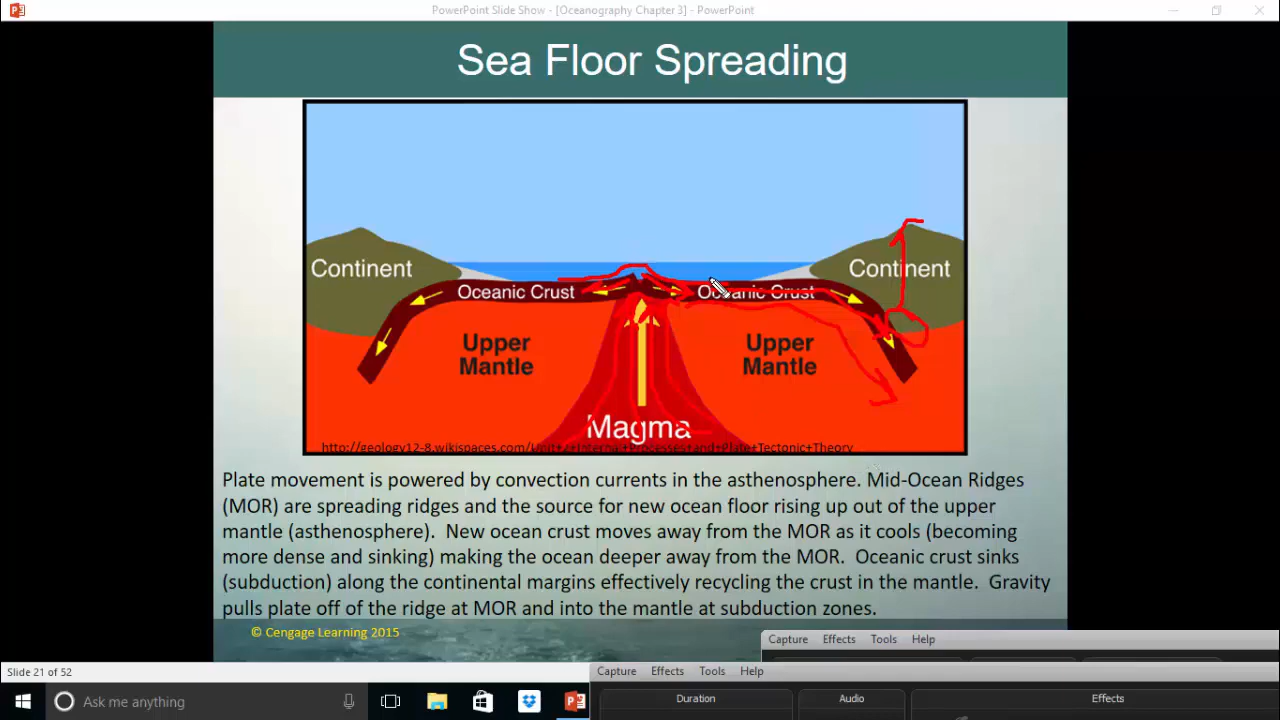 PowerPoint Slide Show - [Oceanography Chapter 3] - PowerPoint
Sea Floor Spreading
Continent
Continent
Oceanic Crust
Oceanic Crust
Upper
Mantle
Upper
Mantle
Magma
Plate movement is powered by convection currents in the asthenosphere. Mid-Ocean Ridges
(MOR) are spreading ridges and the source for new ocean floor rising up out of the upper
mantle (asthenosphere). New ocean crust moves away from the MOR as it cools (becoming
more dense and sinking) making the ocean deeper away from the MOR. Oceanic crust sinks
(subduction) along the continental margins effectively recycling the crust in the mantle. Gravity
pulls plate off of the ridge at MOR and into the mantle at subduction zones.
© Cengage Learning 2015
Capture Effects Tools Help
Slide 21 of 52
Capture Effects Tools Help
Duration Audio Effects
Ask me anything